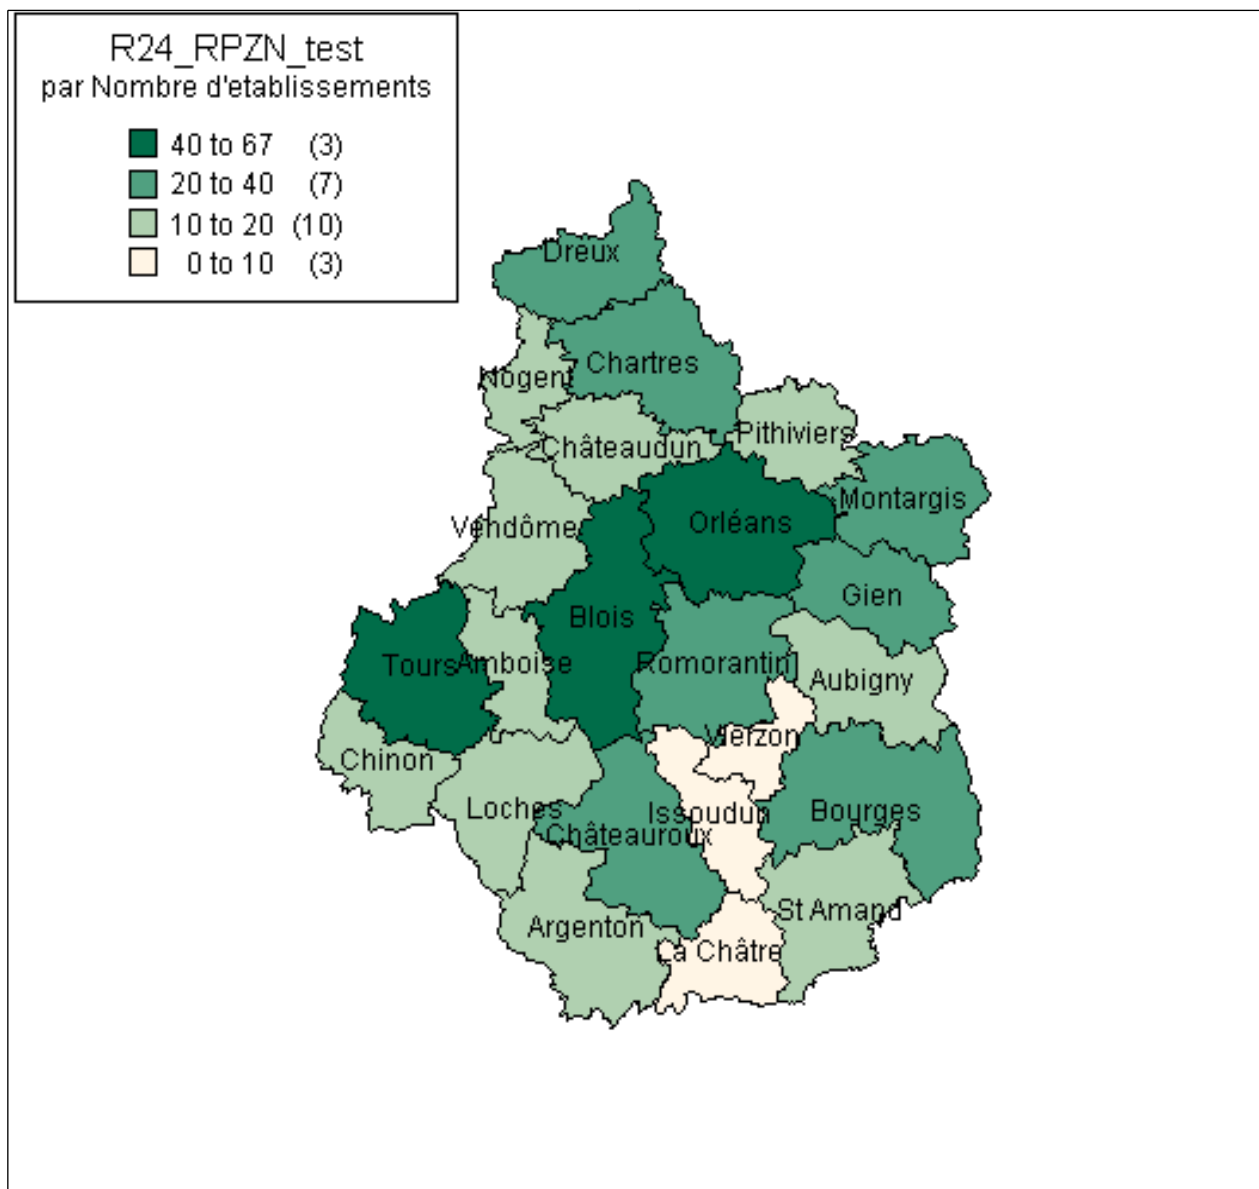 R24_RPZN_test
par Nombre d'etablissements
40 to 67 (3)
20 to 40 (7)
10 to 20 (10)
0 to 10 (3)
Dreux
Chartres
Nogent
Châteaudun
Pithiviers
Montargis
Orléans
Vendôme
Gien
Blois
Tours
Amboise
Romorantin]
Aubigny
Vierzon
Chinon
Loches
Issoudun
Bourges
Châteauroux
St Amand
Argenton
La Châtre